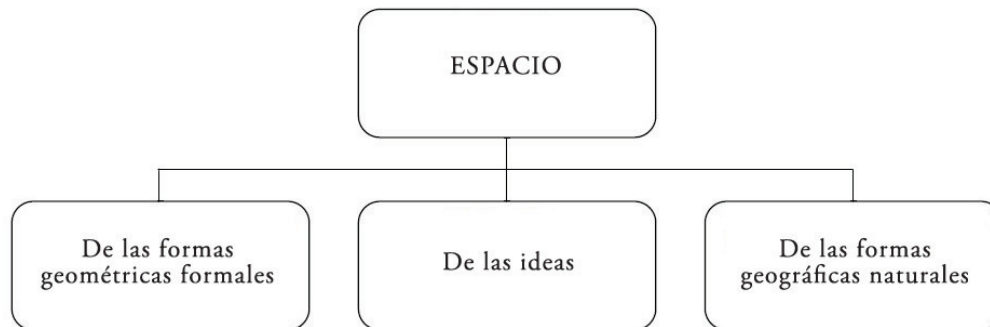 ESPACIO
De las formas
geométricas formales
De las ideas
De las formas
geográficas naturales